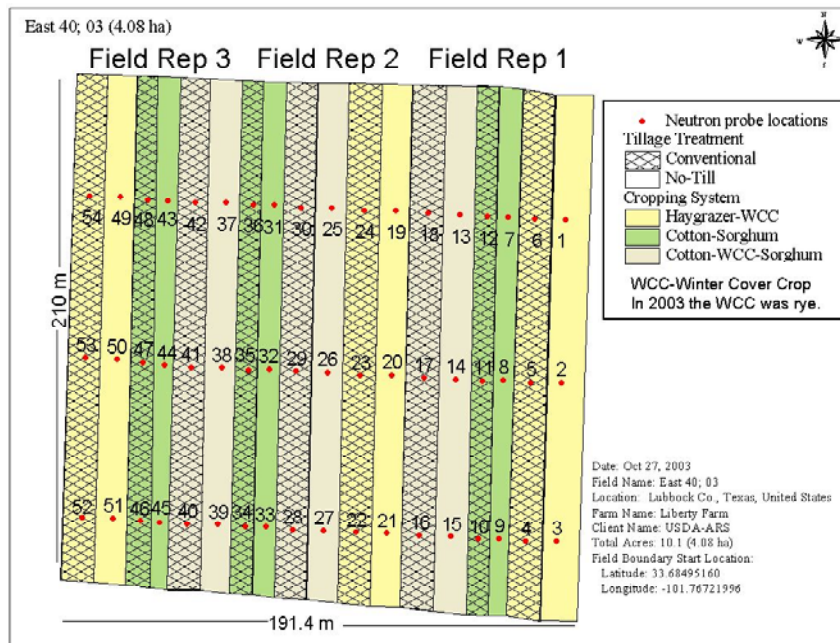 East 40; 03 (4.08 ha)
Field Rep 3 Field Rep 2 Field Rep 1
N
W E
Neutron probe locations
Tillage Treatment
Conventional
No-Till
Cropping System
Haygrazer-WCC
Cotton-Sorghum
Cotton-WCC-Sorghum
WCC-Winter Cover Crop
In 2003 the WCC was rye.
54 49 48 43 42 37 36 31 30 25 24 19 18 13 12 7 6 1
210 m
53 50 47 44 41 38 35 32 29 26 23 20 17 14 11 8 5 2
52 51 46 45 40 39 34 33 28 27 22 21 16 15 10 9 4 3
191.4 m
Date: Oct 27, 2003
Field Name: East 40; 03
Location: Lubbock Co., Texas, United States
Farm Name: Liberty Farm
Client Name: USDA-ARS
Total Acres: 10.1 (4.08 ha)
Field Boundary Start Location:
Latitude: 33.68495160
Longitude: -101.76721996